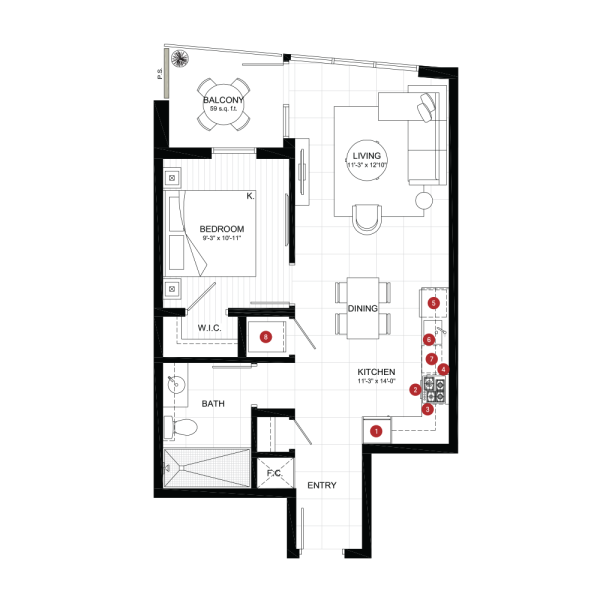 P.S.
BALCONY
59 s.q. f.t.
LIVING
11'-3" x 12'10"
K.
BEDROOM
9'-3" x 10'-11"
5
DINING
W.I.C.
8
6
7
KITCHEN
11'-3" x 14'-0"
4
2
3
BATH
1
F.C.
ENTRY